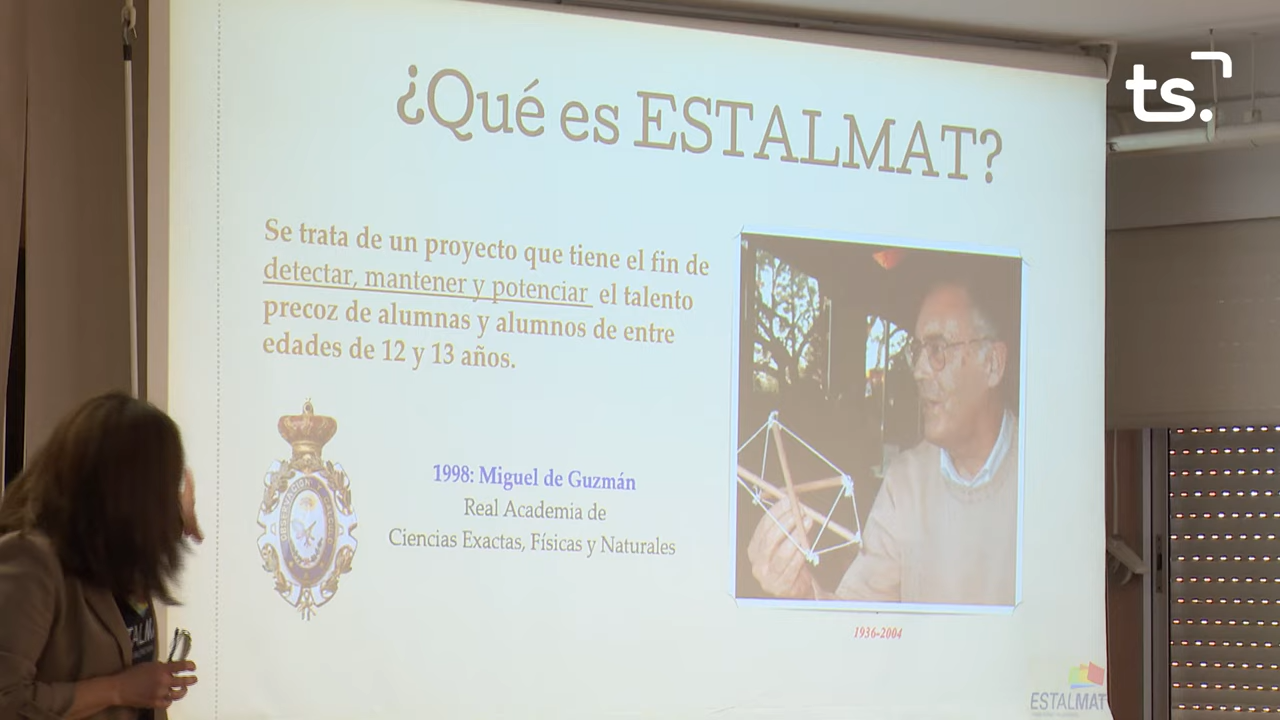 ts.
¿Qué es ESTALMAT?
Se trata de un proyecto que tiene el fin de
detectar, mantener y potenciar el talento
precoz de alumnas y alumnos de entre
edades de 12 y 13 años.
1998: Miguel de Guzmán
Real Academia de
Ciencias Exactas, Físicas y Naturales
1936-2004
ESTALMAT